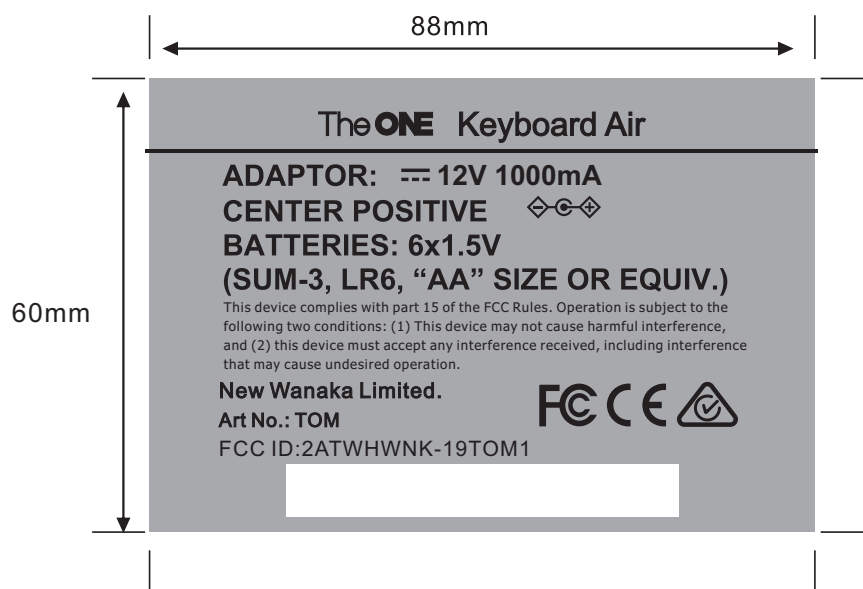 88mm
The ONE Keyboard Air
ADAPTOR: 12V 1000mA
CENTER POSITIVE
BATTERIES: 6x1.5V
(SUM-3, LR6, “AA” SIZE OR EQUIV.)
60mm
This device complies with part 15 of the FCC Rules. Operation is subject to the
following two conditions: (1) This device may not cause harmful interference,
and (2) this device must accept any interference received, including interference
that may cause undesired operation.
New Wanaka Limited.
FC CE
Art No.: TOM
FCC ID:2ATWHWNK-19TOM1